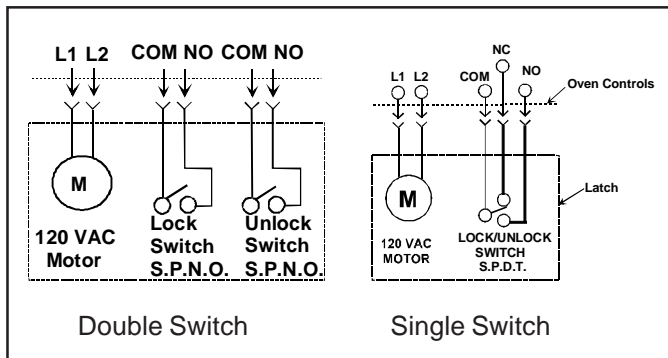 L1 L2 COM NO COM NO
M
120 VAC
Motor
Lock
Switch
S.P.N.O.
Unlock
Switch
S.P.N.O.
Double Switch
L1 L2 COM NC NO
Oven Controls
Latch
M
120 VAC
MOTOR
LOCK/UNLOCK
SWITCH
S.P.D.T.
Single Switch